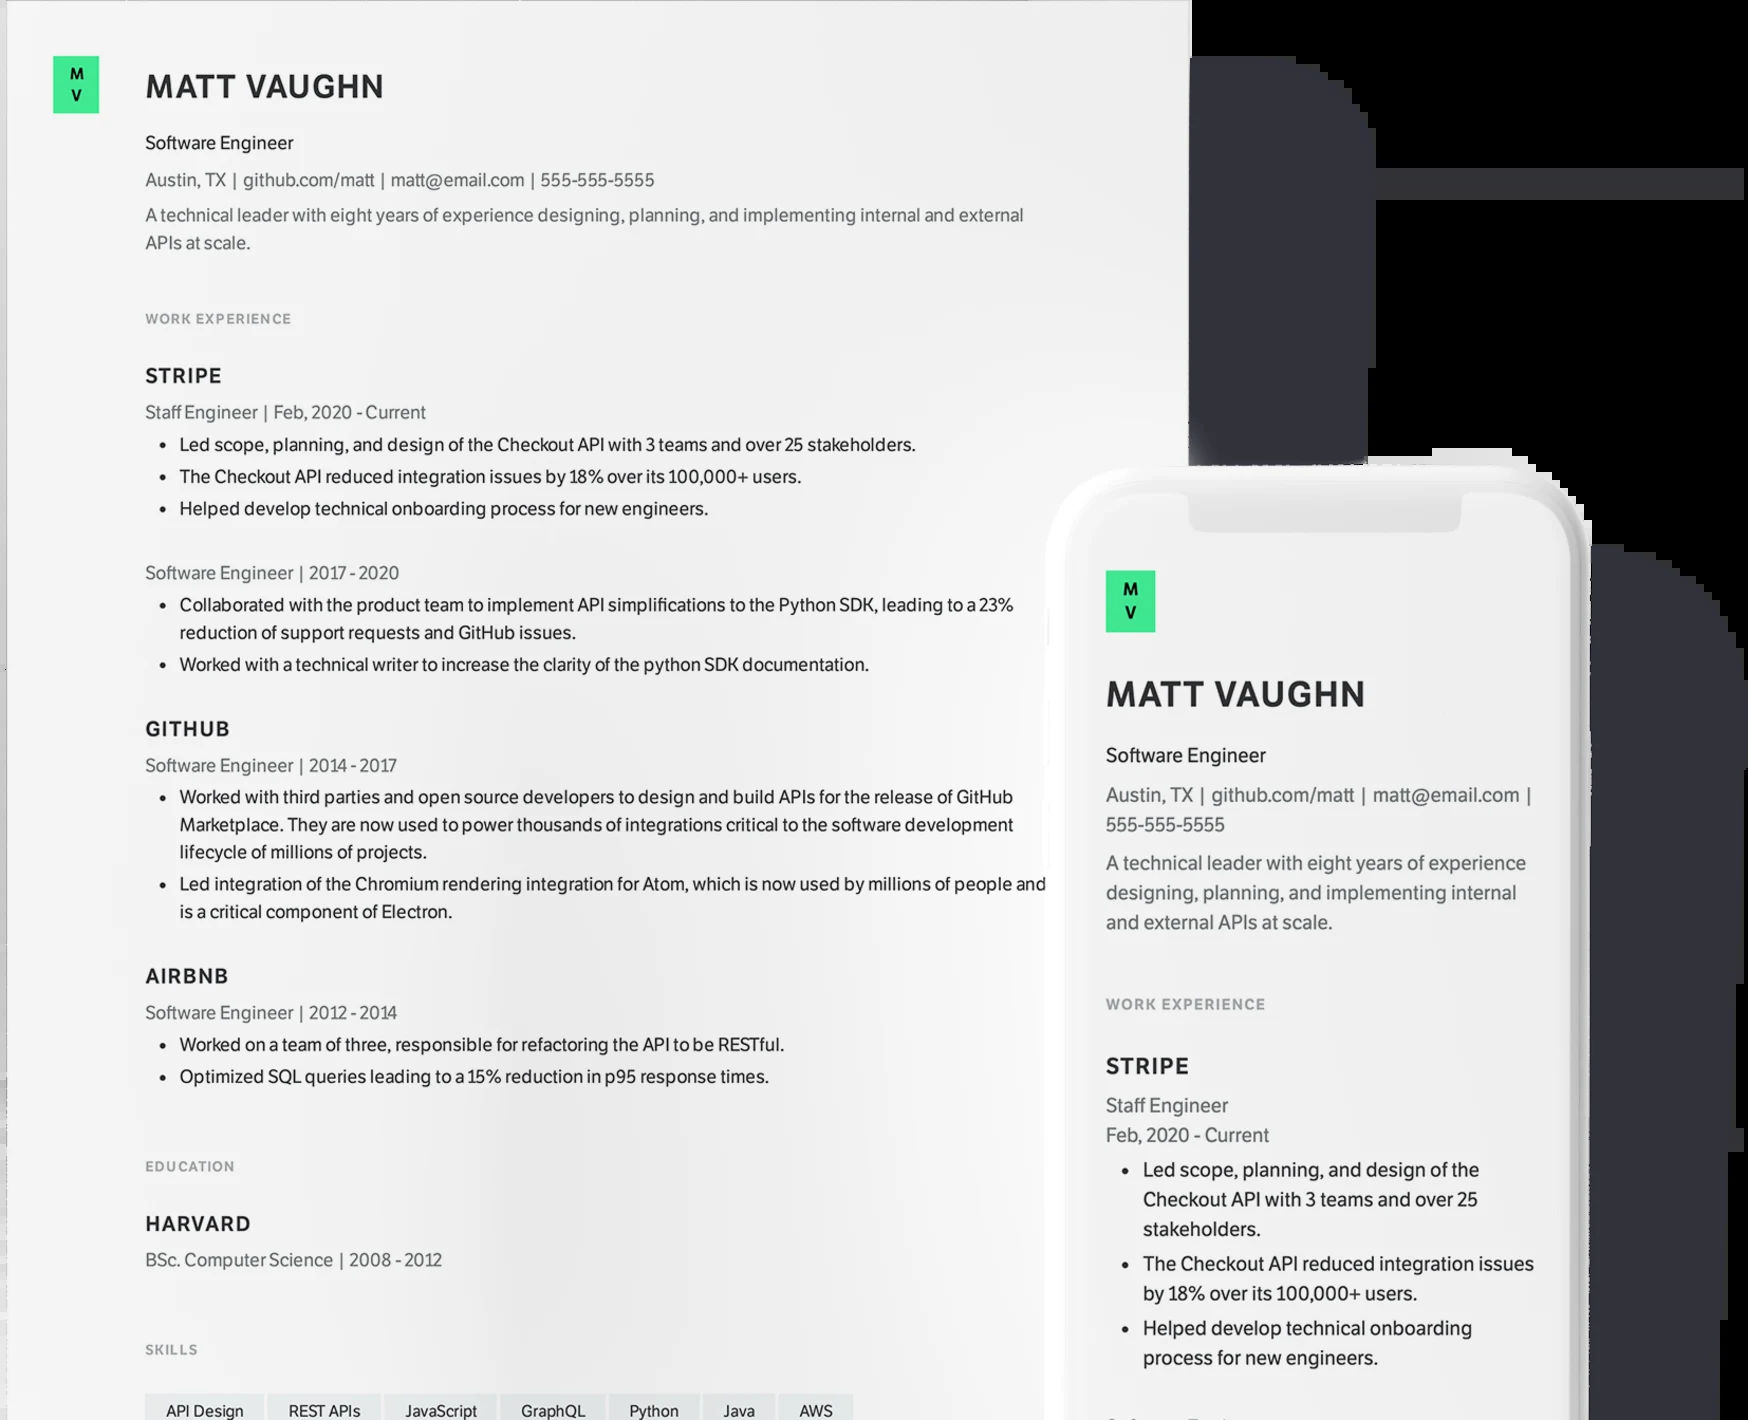 M
V
MATT VAUGHN
Software Engineer
Austin, TX | github.com/matt | matt@email.com | 555-555-5555
A technical leader with eight years of experience designing, planning, and implementing internal and external
APIs at scale.
WORK EXPERIENCE
STRIPE
Staff Engineer | Feb, 2020 - Current
• Led scope, planning, and design of the Checkout API with 3 teams and over 25 stakeholders.
• The Checkout API reduced integration issues by 18% over its 100,000+ users.
• Helped develop technical onboarding process for new engineers.
Software Engineer | 2017 - 2020
• Collaborated with the product team to implement API simplifications to the Python SDK, leading to a 23%
reduction of support requests and GitHub issues.
• Worked with a technical writer to increase the clarity of the python SDK documentation.
GITHUB
Software Engineer | 2014 - 2017
• Worked with third parties and open source developers to design and build APIs for the release of GitHub
Marketplace. They are now used to power thousands of integrations critical to the software development
lifecycle of millions of projects.
• Led integration of the Chromium rendering integration for Atom, which is now used by millions of people and
is a critical component of Electron.
AIRBNB
Software Engineer | 2012 - 2014
• Worked on a team of three, responsible for refactoring the API to be RESTful.
• Optimized SQL queries leading to a 15% reduction in p95 response times.
EDUCATION
HARVARD
BSc. Computer Science | 2008 - 2012
SKILLS
API Design REST APIs JavaScript GraphQL Python Java AWS
M
V
MATT VAUGHN
Software Engineer
Austin, TX | github.com/matt | matt@email.com |
555-555-5555
A technical leader with eight years of experience
designing, planning, and implementing internal
and external APIs at scale.
WORK EXPERIENCE
STRIPE
Staff Engineer
Feb, 2020 - Current
• Led scope, planning, and design of the
Checkout API with 3 teams and over 25
stakeholders.
• The Checkout API reduced integration issues
by 18% over its 100,000+ users.
• Helped develop technical onboarding
process for new engineers.